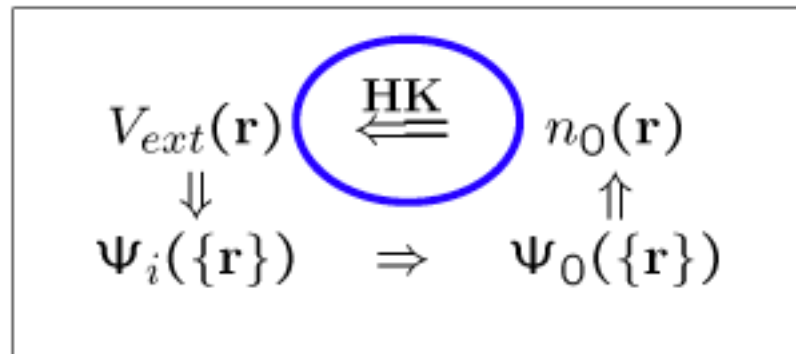 HK
V_ext(r) ⇐ n_0(r)
⇓ ⇑
Ψ_i({r}) ⇒ Ψ_0({r})